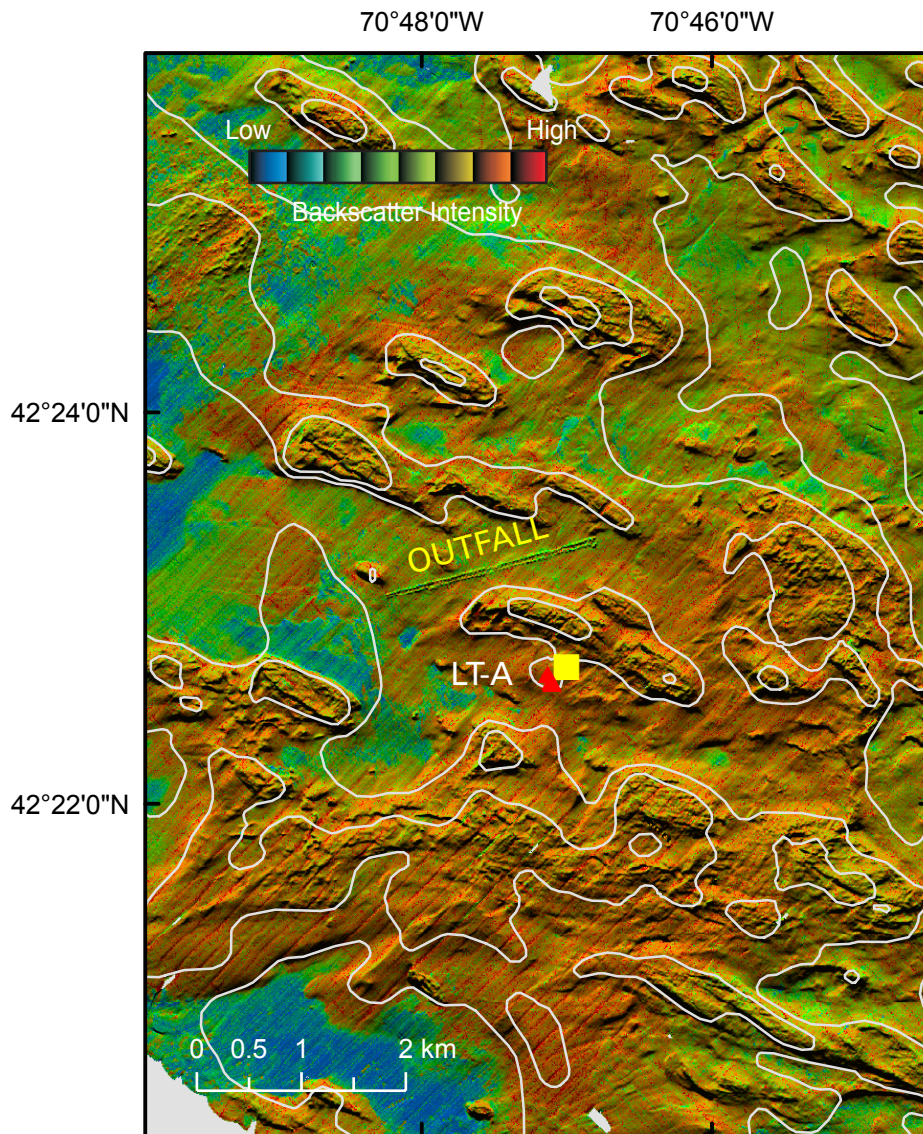 70°48'0"W 70°46'0"W
Low High
Backscatter Intensity
42°24'0"N
OUTFALL
LT-A
42°22'0"N
0 0.5 1 2 km